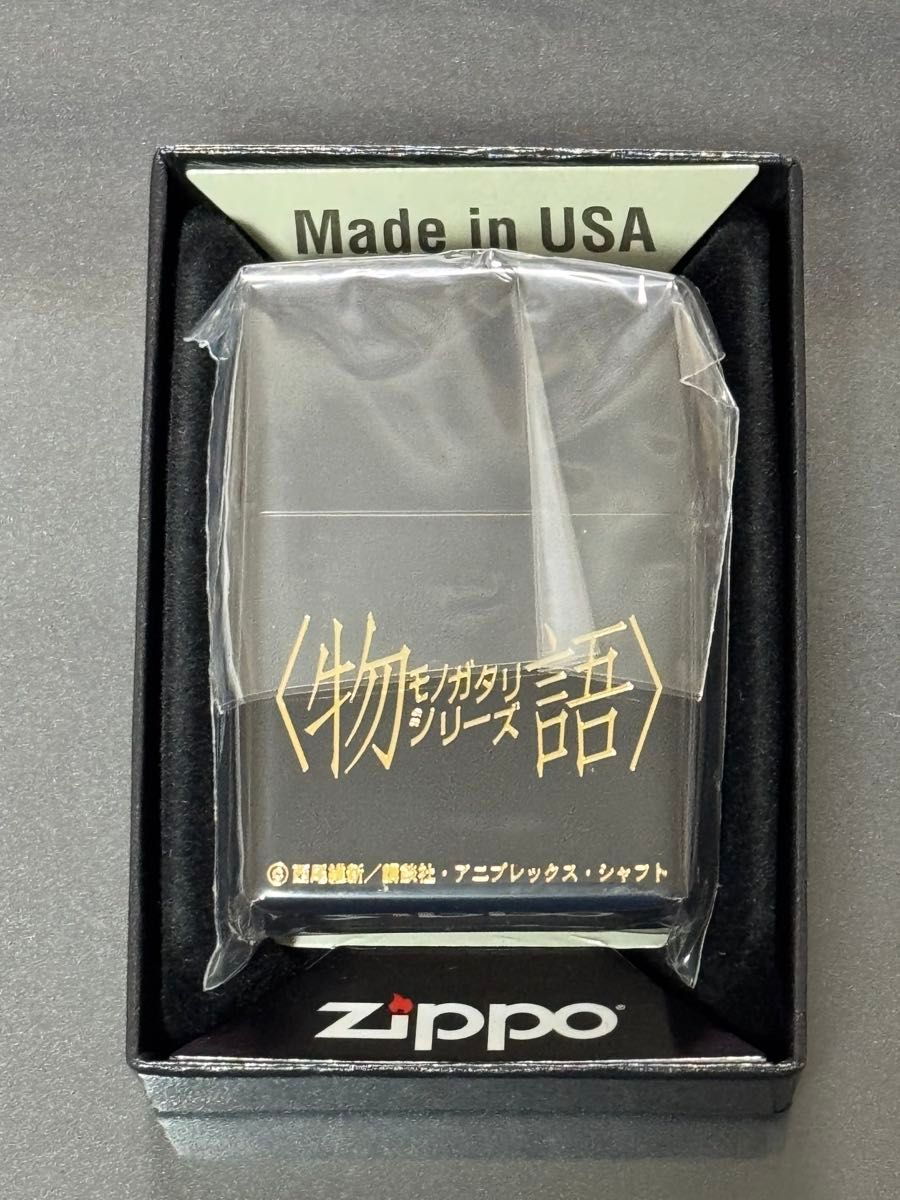 Made in USA
〈物語〉
モノガタリ
シリーズ
©西尾維新／講談社・アニプレックス・シャフト
zippo®